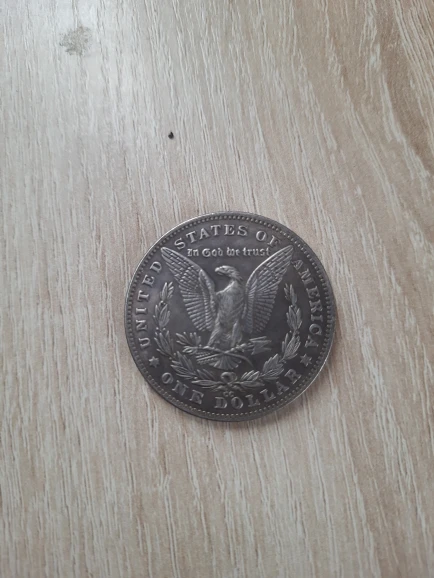 UNITED STATES OF AMERICA
In God we trust
ONE DOLLAR